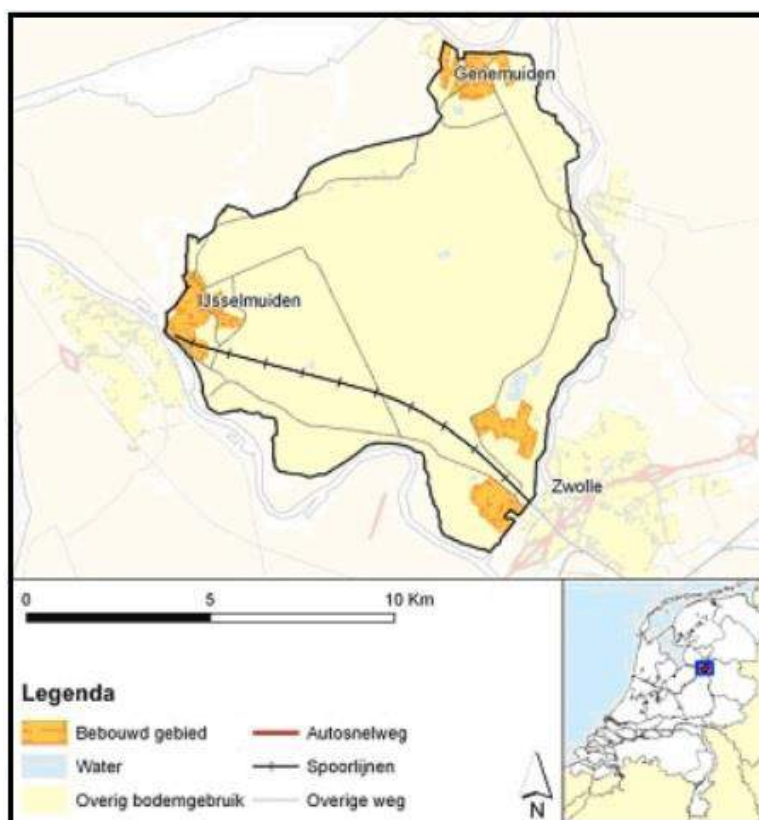 Genemuiden
IJsselmuiden
Zwolle
0 5 10 Km
Legenda
Bebouwd gebied
Autosnelweg
Water
Spoorlijnen
Overig bodemgebruik
Overige weg
N